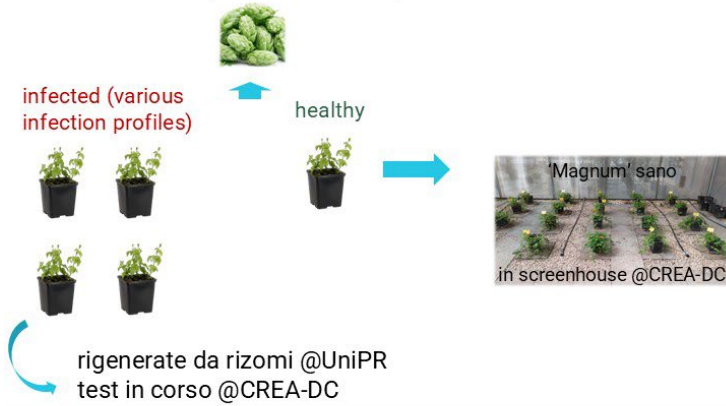 infected (various
infection profiles)
healthy
'Magnum' sano
in screenhouse @CREA-DC
rigenerate da rizomi @UniPR
test in corso @CREA-DC